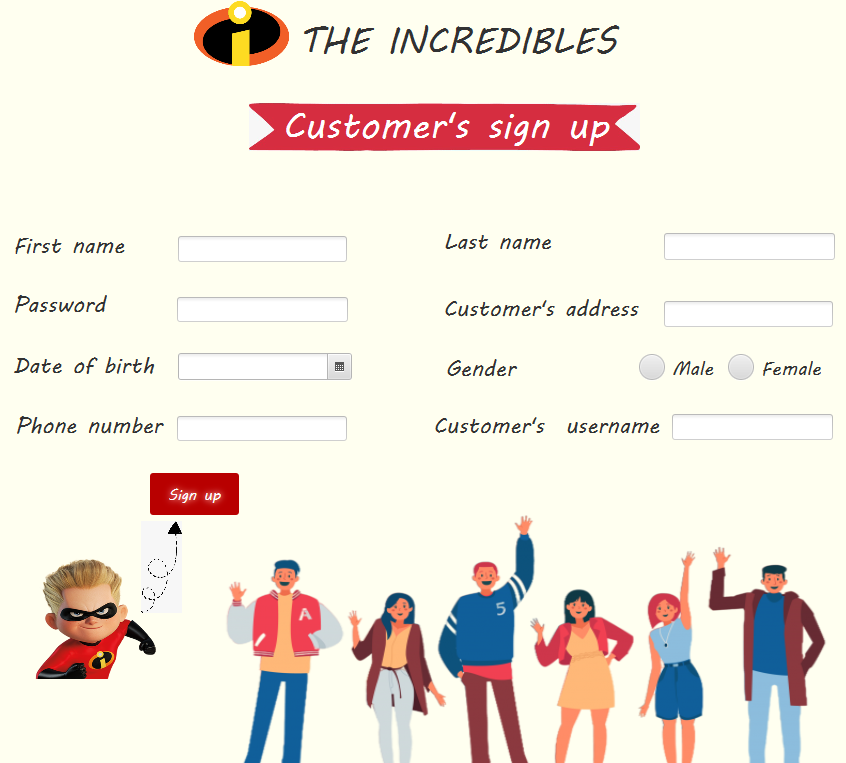 THE INCREDIBLES
Customer's sign up
First name
Last name
Password
Customer's address
Date of birth
Gender
Male
Female
Phone number
Customer's username
Sign up
A
5